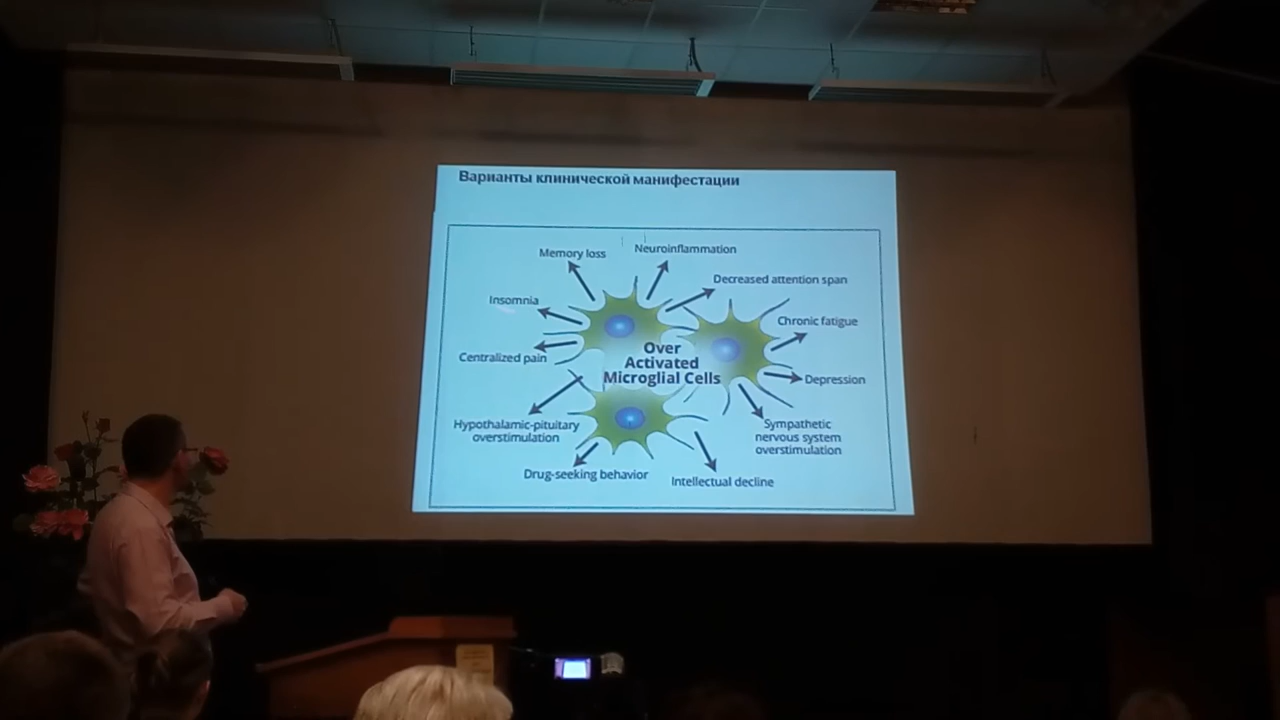 Варианты клинической манифестации
Memory loss
Neuroinflammation
Decreased attention span
Insomnia
Chronic fatigue
Centralized pain
Over
Activated
Microglial Cells
Depression
Hypothalamic-pituitary
overstimulation
Sympathetic
nervous system
overstimulation
Drug-seeking behavior
Intellectual decline